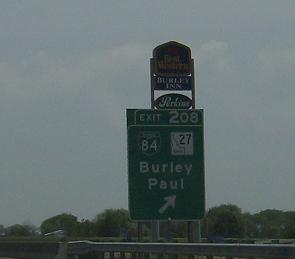 Best
Western
BURLEY
INN
Perkins
EXIT 208
84 27
Burley
Paul